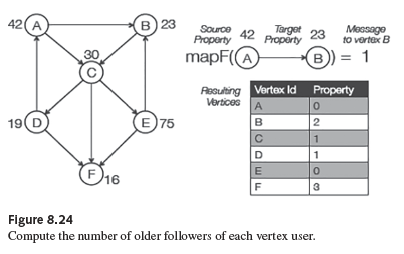 42 A
B 23
30
C
19 D
E 75
F 16
Source Property 42 Target Property 23 Message to vertex B
mapF( A B ) = 1
Resulting Vertices
Vertex Id Property
A 0
B 2
C 1
D 1
E 0
F 3
Figure 8.24
Compute the number of older followers of each vertex user.